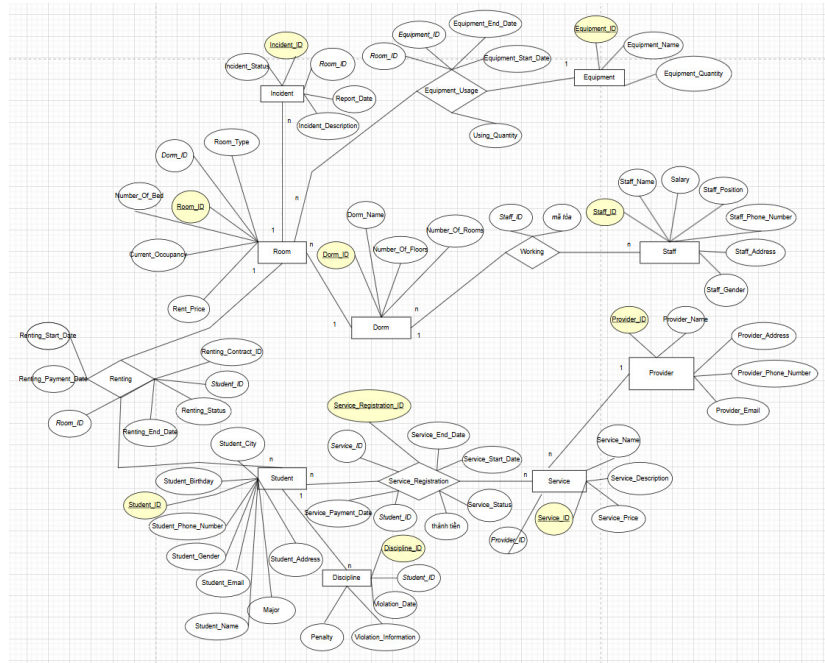 Incident_ID
Incident_Status
Room_ID
Incident
Report_Date
Incident_Description
n
Equipment_ID
Room_ID
Equipment_End_Date
Equipment_Start_Date
Equipment_Usage
Using_Quantity
n
Equipment_ID
Equipment_Name
Equipment_Quantity
Equipment
1
Room_Type
Dorm_ID
Number_Of_Bed
Room_ID
Current_Occupancy
Rent_Price
Room
1
1
n
Dorm_Name
Number_Of_Rooms
Dorm_ID
Number_Of_Floors
Dorm
1
n
1
Staff_ID
mã tòa
Working
n
Staff_Name
Salary
Staff_Position
Staff_ID
Staff_Phone_Number
Staff
Staff_Address
Staff_Gender
Provider_ID
Provider_Name
Provider_Address
Provider
Provider_Phone_Number
Provider_Email
1
n
Renting_Start_Date
Renting_Contract_ID
Renting_Payment_Date
Renting
Student_ID
Renting_Status
Room_ID
Renting_End_Date
n
Student_City
Student_Birthday
Student
Student_ID
Student_Phone_Number
Student_Gender
Student_Address
Student_Email
Major
Student_Name
n
1
Service_Registration_ID
Service_End_Date
Service_ID
Service_Start_Date
Service_Registration
Service_Payment_Date
Student_ID
thành tiền
Service_Status
n
Service_Name
Service
Service_Description
Service_ID
Service_Price
Provider_ID
Discipline_ID
n
Discipline
Student_ID
Violation_Date
Penalty
Violation_Information